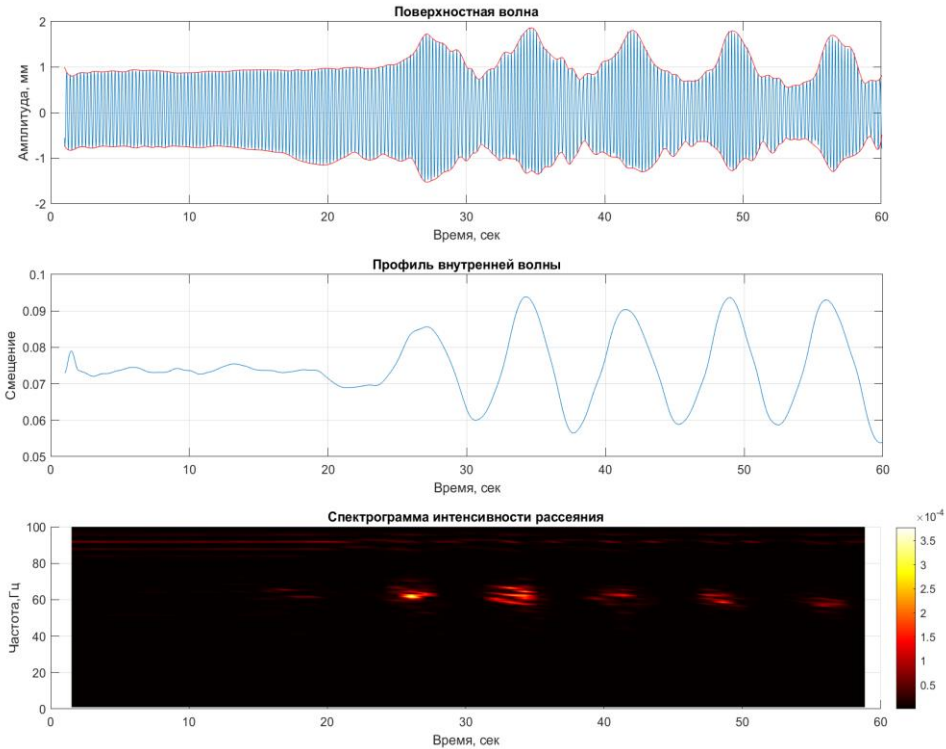 Поверхностная волна
2
1
0
-1
-2
Амплитуда, мм
0 10 20 30 40 50 60
Время, сек
Профиль внутренней волны
0.1
0.09
0.08
0.07
0.06
0.05
Смещение
0 10 20 30 40 50 60
Время, сек
Спектрограмма интенсивности рассеяния
100
80
60
40
20
0
Частота,Гц
0 10 20 30 40 50 60
Время, сек
×10⁻⁴
3.5
3
2.5
2
1.5
1
0.5